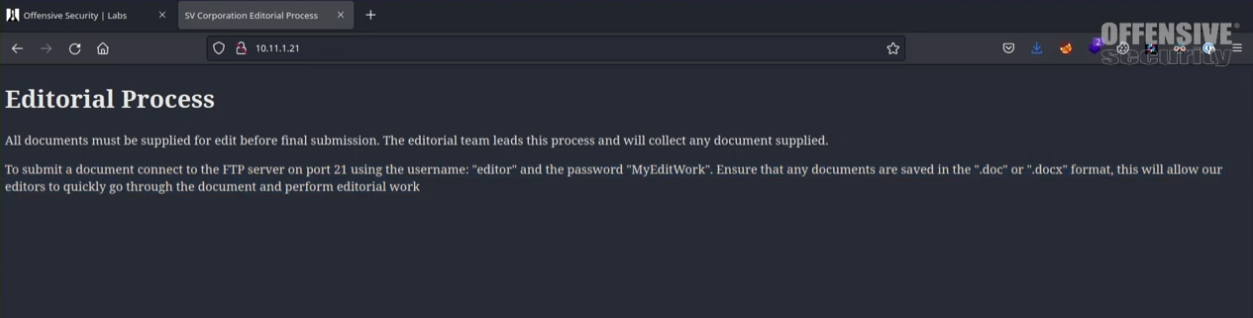 Offensive Security | Labs
SV Corporation Editorial Process
10.11.1.21
OFFENSIVE
security
2
Editorial Process
All documents must be supplied for edit before final submission. The editorial team leads this process and will collect any document supplied.
To submit a document connect to the FTP server on port 21 using the username: "editor" and the password "MyEditWork". Ensure that any documents are saved in the ".doc" or ".docx" format, this will allow our
editors to quickly go through the document and perform editorial work